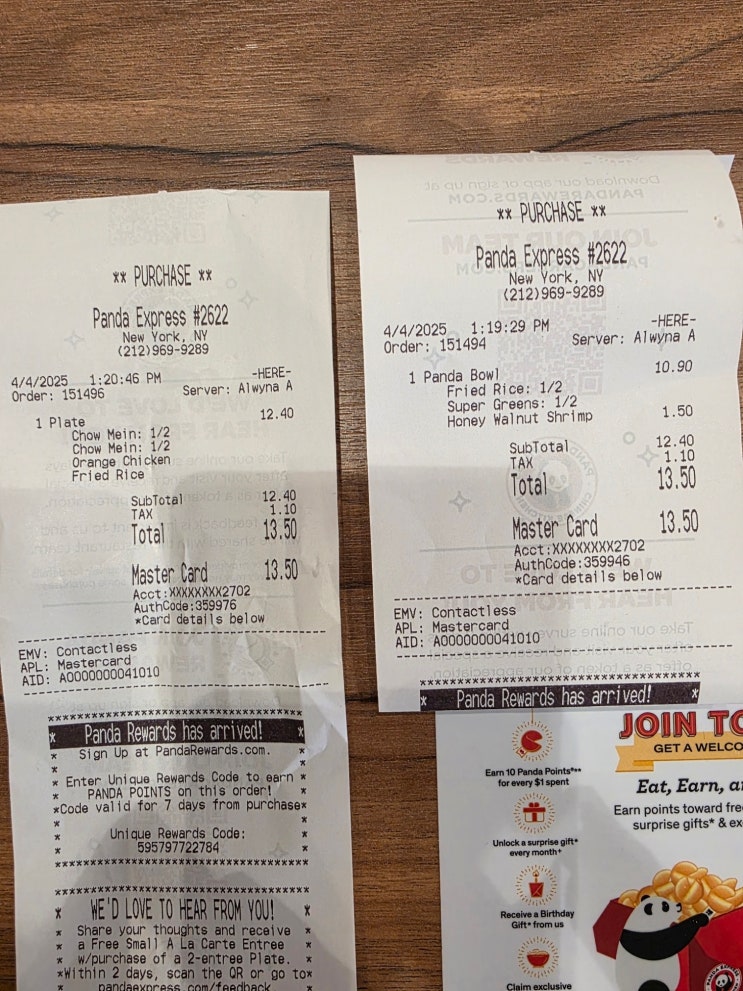 ** PURCHASE **
Panda Express #2622
New York, NY
(212)969-9289
4/4/2025 1:20:46 PM -HERE-
Order: 151496 Server: Alwyna A
1 Plate 12.40
Chow Mein: 1/2
Chow Mein: 1/2
Orange Chicken
Fried Rice
SubTotal 12.40
TAX 1.10
Total 13.50
Master Card 13.50
Acct:XXXXXXXX2702
AuthCode:359976
*Card details below
EMV: Contactless
APL: Mastercard
AID: A0000000041010
* Panda Rewards has arrived! *
* Sign Up at PandaRewards.com. *
* Enter Unique Rewards Code to earn *
* PANDA POINTS on this order! *
*Code valid for 7 days from purchase*
* Unique Rewards Code: *
* 595797722784 *
* WE'D LOVE TO HEAR FROM YOU! *
* Share your thoughts and receive *
* a Free Small A La Carte Entree *
* w/purchase of a 2-entree Plate. *
*Within 2 days, scan the QR or go to*
* pandaexpress.com/feedback *
** PURCHASE **
Panda Express #2622
New York, NY
(212)969-9289
4/4/2025 1:19:29 PM -HERE-
Order: 151494 Server: Alwyna A
1 Panda Bowl 10.90
Fried Rice: 1/2
Super Greens: 1/2
Honey Walnut Shrimp 1.50
SubTotal 12.40
TAX 1.10
Total 13.50
Master Card 13.50
Acct:XXXXXXXX2702
AuthCode:359946
*Card details below
EMV: Contactless
APL: Mastercard
AID: A0000000041010
* Panda Rewards has arrived! *
JOIN TO
GET A WELCO
Eat, Earn, a
Earn points toward fre
surprise gifts* & ex
Earn 10 Panda Points***
for every $1 spent
Unlock a surprise gift*
every month+
Receive a Birthday
Gift* from us
Claim exclusive